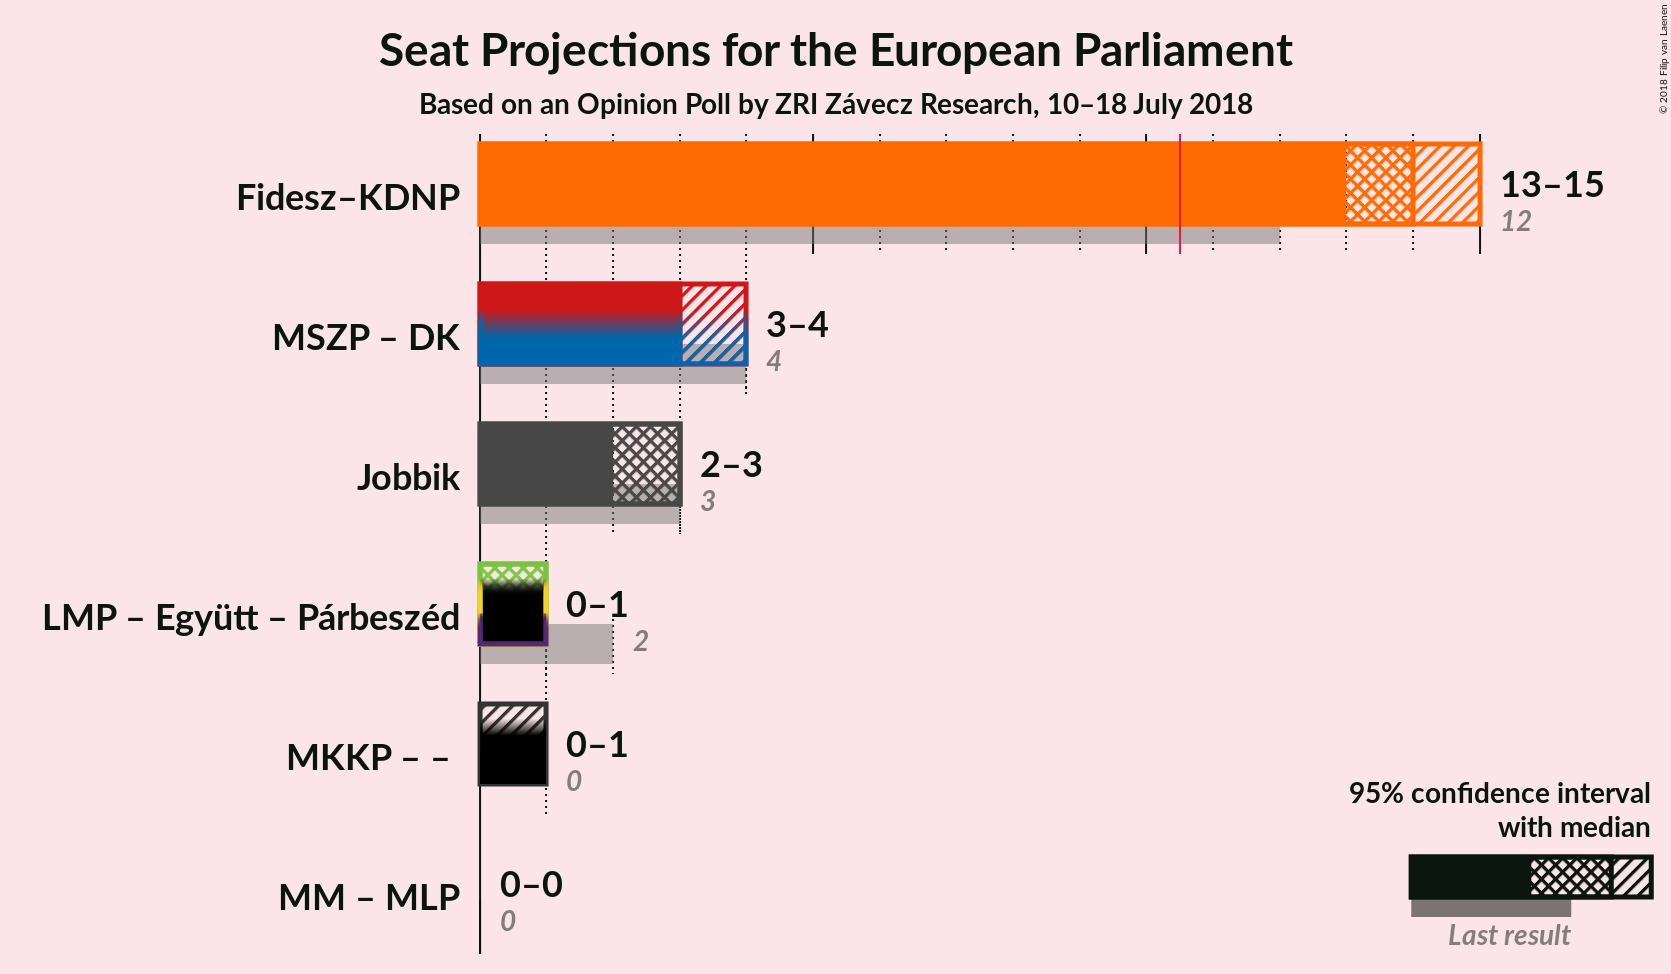 Seat Projections for the European Parliament
Based on an Opinion Poll by ZRI Závecz Research, 10–18 July 2018
© 2018 Filip van Laenen
Fidesz–KDNP
13–15
12
MSZP – DK
3–4
4
Jobbik
2–3
3
LMP – Együtt – Párbeszéd
0–1
2
MKKP – –
0–1
0
MM – MLP
0–0
0
95% confidence interval
with median
Last result